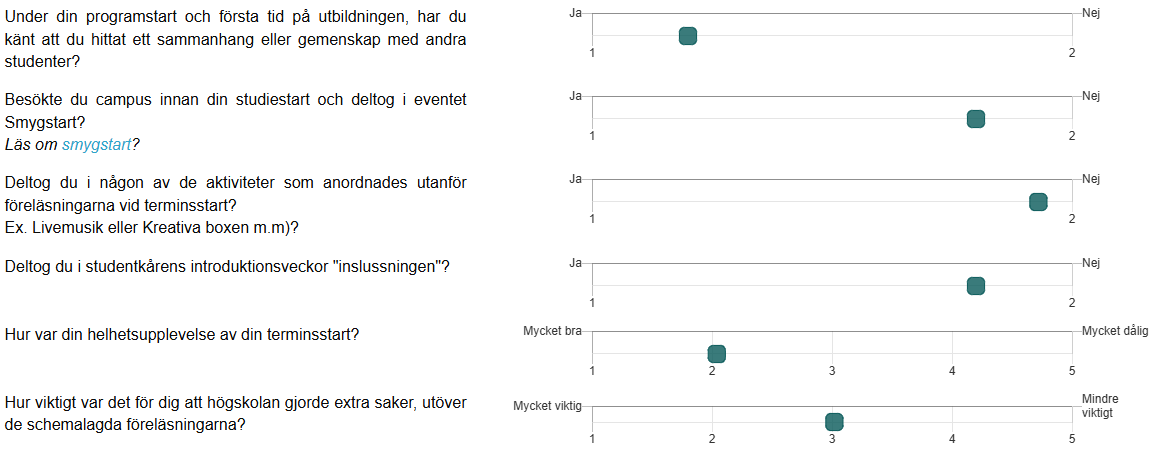 Under din programstart och första tid på utbildningen, har du
känt att du hittat ett sammanhang eller gemenskap med andra
studenter?
Ja
Nej
1
2
Besökte du campus innan din studiestart och deltog i eventet
Smygstart?
Läs om smygstart?
Ja
Nej
1
2
Deltog du i någon av de aktiviteter som anordnades utanför
föreläsningarna vid terminsstart?
Ex. Livemusik eller Kreativa boxen m.m)?
Ja
Nej
1
2
Deltog du i studentkårens introduktionsveckor "inslussningen"?
Ja
Nej
1
2
Hur var din helhetsupplevelse av din terminsstart?
Mycket bra
Mycket dålig
1 2 3 4 5
Hur viktigt var det för dig att högskolan gjorde extra saker, utöver
de schemalagda föreläsningarna?
Mycket viktig
Mindre
viktigt
1 2 3 4 5